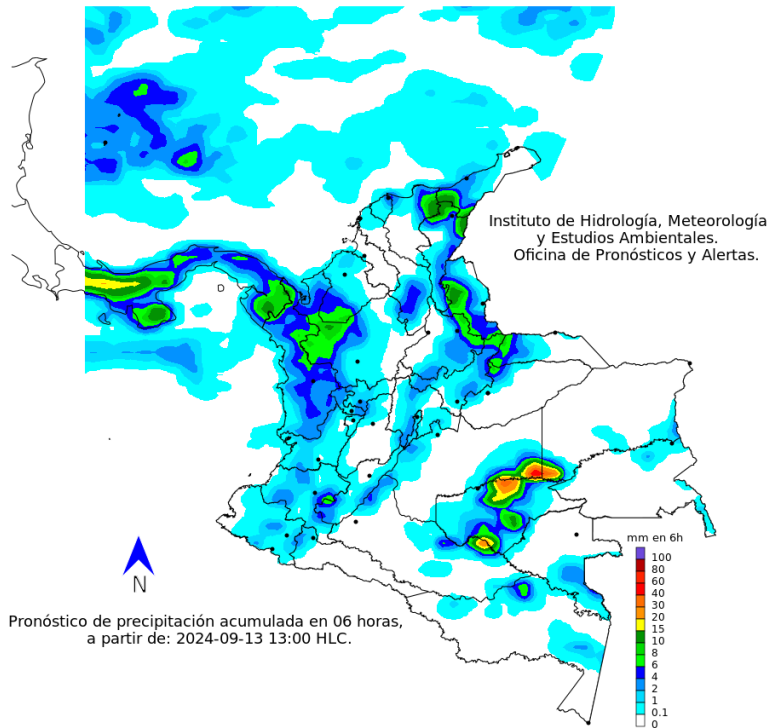 Instituto de Hidrología, Meteorología
y Estudios Ambientales.
Oficina de Pronósticos y Alertas.
N
Pronóstico de precipitación acumulada en 06 horas,
a partir de: 2024-09-13 13:00 HLC.
mm en 6h
100
80
60
40
30
20
15
10
8
6
4
2
1
0.1
0